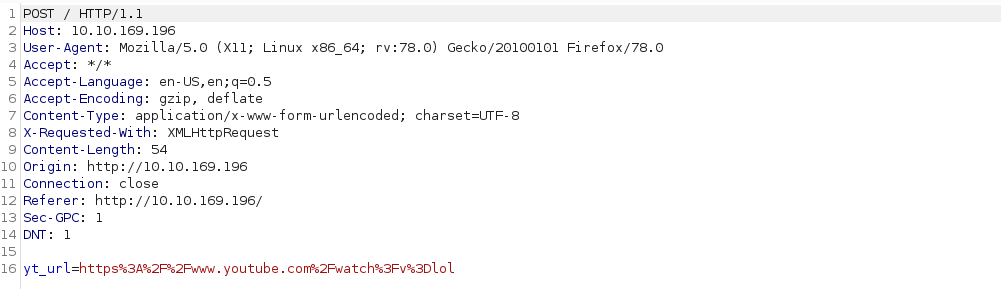 1 POST / HTTP/1.1
2 Host: 10.10.169.196
3 User-Agent: Mozilla/5.0 (X11; Linux x86_64; rv:78.0) Gecko/20100101 Firefox/78.0
4 Accept: */*
5 Accept-Language: en-US,en;q=0.5
6 Accept-Encoding: gzip, deflate
7 Content-Type: application/x-www-form-urlencoded; charset=UTF-8
8 X-Requested-With: XMLHttpRequest
9 Content-Length: 54
10 Origin: http://10.10.169.196
11 Connection: close
12 Referer: http://10.10.169.196/
13 Sec-GPC: 1
14 DNT: 1
15
16 yt_url=https%3A%2F%2Fwww.youtube.com%2Fwatch%3Fv%3Dlol